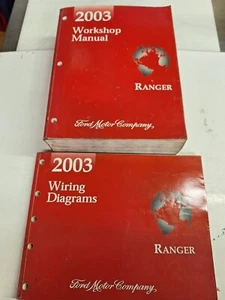 2003
Workshop
Manual
RANGER
Ford Motor Company,
2003
Wiring
Diagrams
RANGER
Ford Motor Company,